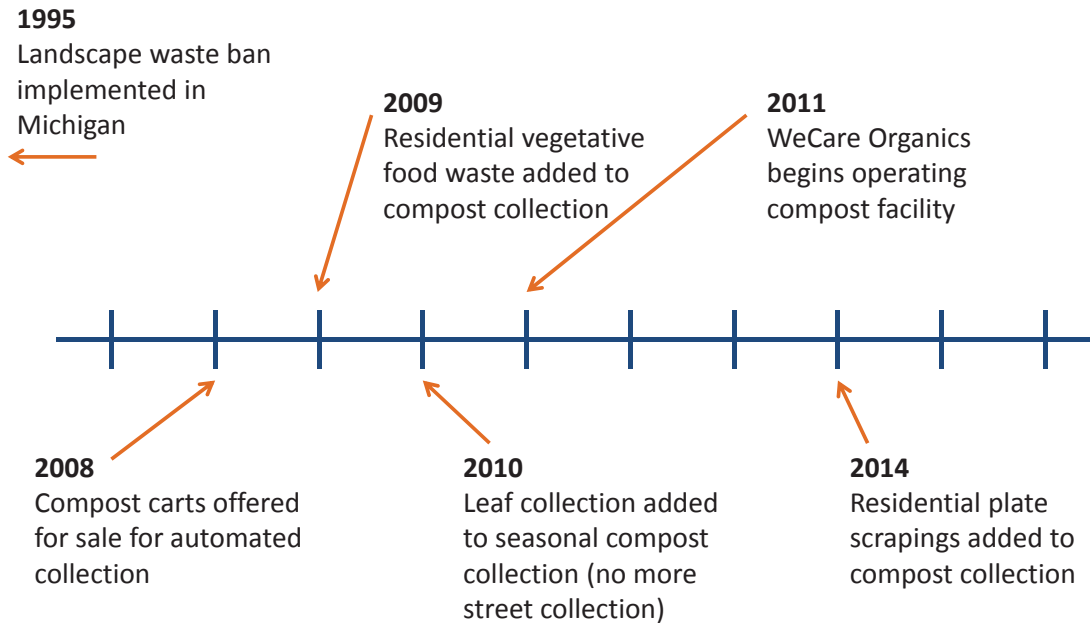 1995
Landscape waste ban
implemented in
Michigan
2009
Residential vegetative
food waste added to
compost collection
2011
WeCare Organics
begins operating
compost facility
2008
Compost carts offered
for sale for automated
collection
2010
Leaf collection added
to seasonal compost
collection (no more
street collection)
2014
Residential plate
scrapings added to
compost collection